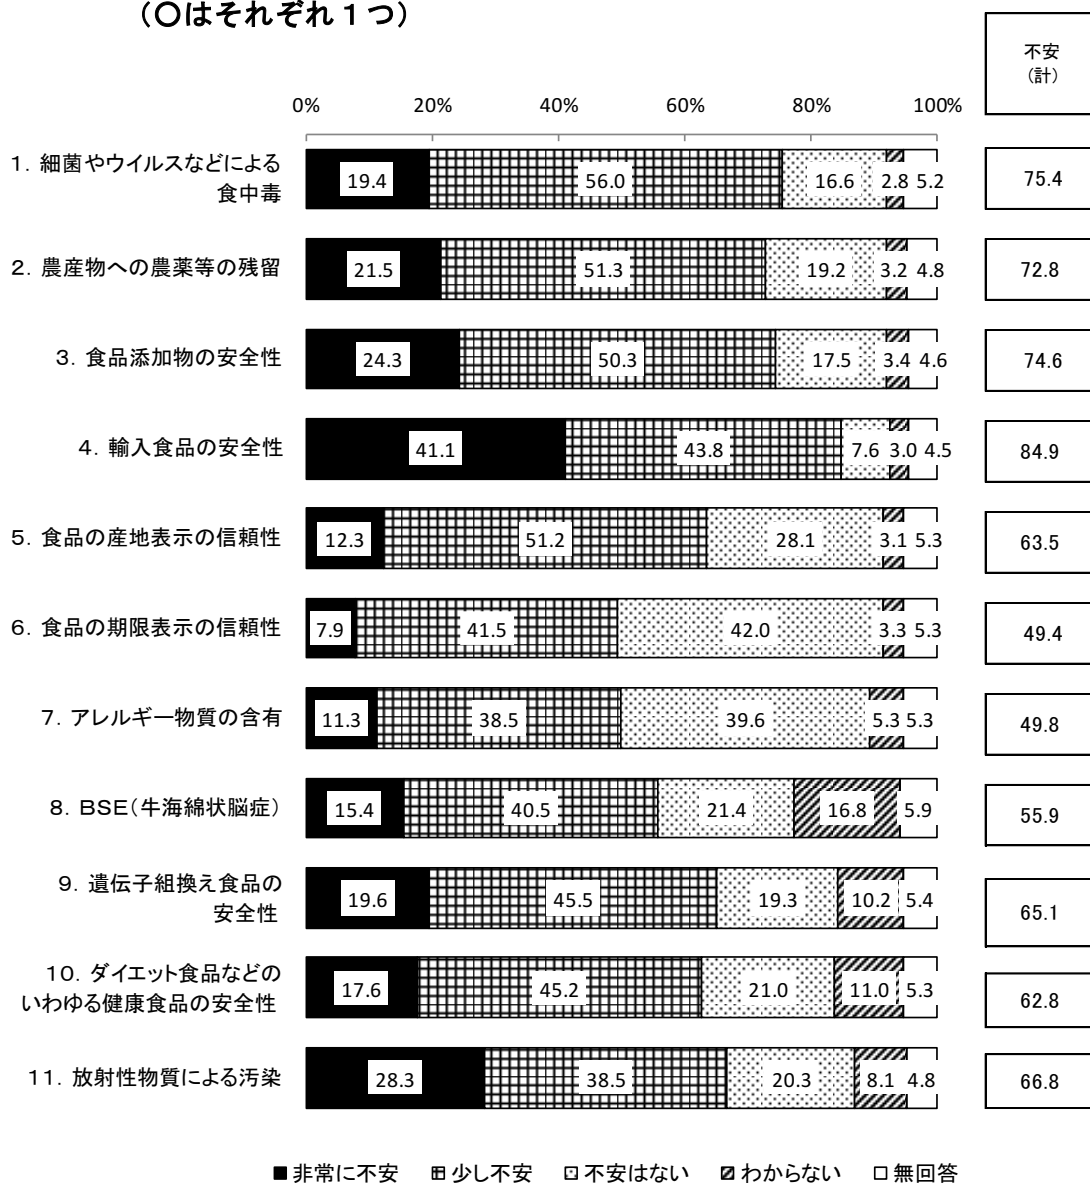 (〇はそれぞれ１つ)
不安
（計）
0% 20% 40% 60% 80% 100%
１．細菌やウイルスなどによる
食中毒
19.4 56.0 16.6 2.8 5.2 75.4
２．農産物への農薬等の残留
21.5 51.3 19.2 3.2 4.8 72.8
３．食品添加物の安全性
24.3 50.3 17.5 3.4 4.6 74.6
４．輸入食品の安全性
41.1 43.8 7.6 3.0 4.5 84.9
５．食品の産地表示の信頼性
12.3 51.2 28.1 3.1 5.3 63.5
６．食品の期限表示の信頼性
7.9 41.5 42.0 3.3 5.3 49.4
７．アレルギー物質の含有
11.3 38.5 39.6 5.3 5.3 49.8
８．BSE（牛海綿状脳症）
15.4 40.5 21.4 16.8 5.9 55.9
９．遺伝子組換え食品の
安全性
19.6 45.5 19.3 10.2 5.4 65.1
１０．ダイエット食品などの
いわゆる健康食品の安全性
17.6 45.2 21.0 11.0 5.3 62.8
１１．放射性物質による汚染
28.3 38.5 20.3 8.1 4.8 66.8
非常に不安 少し不安 不安はない わからない 無回答